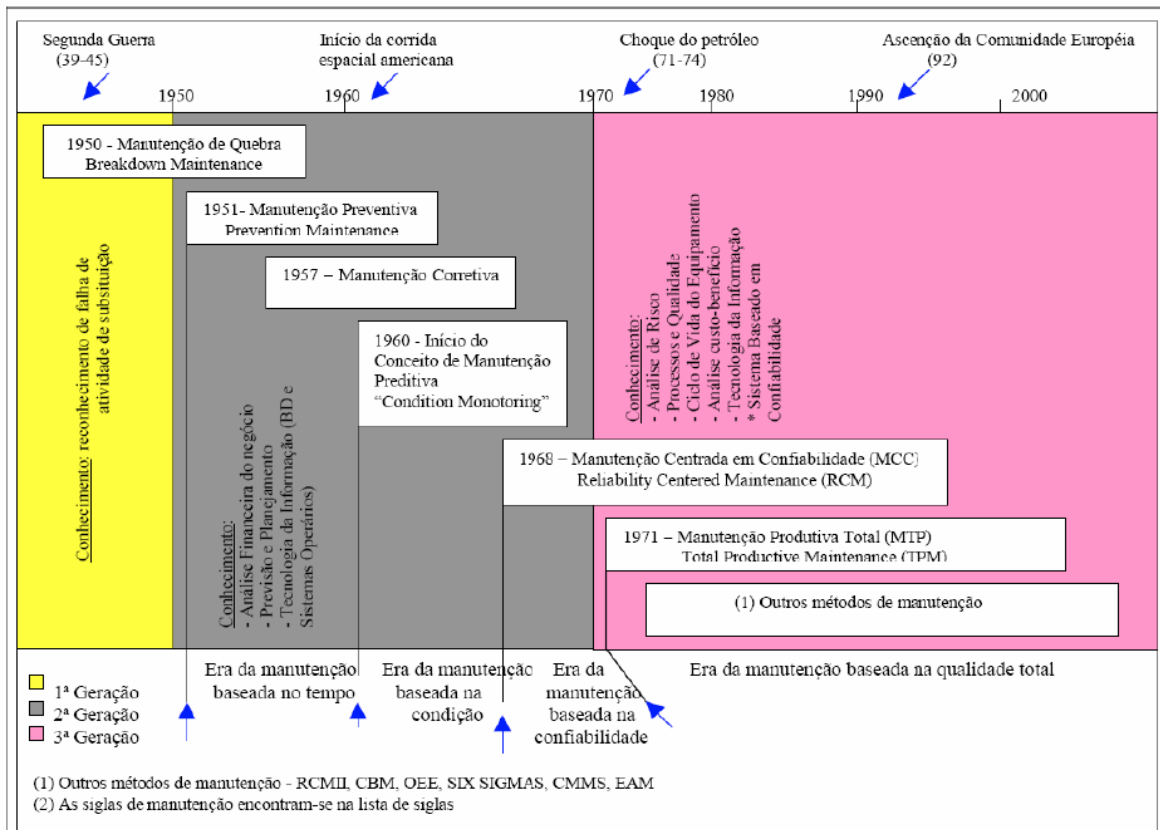 Segunda Guerra
(39-45)
Início da corrida
espacial americana
Choque do petróleo
(71-74)
Ascenção da Comunidade Européia
(92)
1950
1960
1970
1980
1990
2000
1950 - Manutenção de Quebra
Breakdown Maintenance
1951- Manutenção Preventiva
Prevention Maintenance
1957 – Manutenção Corretiva
1960 - Início do
Conceito de Manutenção
Preditiva
“Condition Monotoring”
1968 – Manutenção Centrada em Confiabilidade (MCC)
Reliability Centered Maintenance (RCM)
1971 – Manutenção Produtiva Total (MTP)
Total Productive Maintenance (TPM)
(1) Outros métodos de manutenção
Conhecimento: reconhecimento de falha de
atividade de subsituição
Conhecimento:
- Análise Financeira do negócio
- Previsão e Planejamento
- Tecnologia da Informação (BD e
Sistemas Operários)
Conhecimento:
- Análise de Risco
- Processos e Qualidade
- Ciclo de Vida do Equipamento
- Análise custo-benefício
- Tecnologia da Informação
* Sistema Baseado em
Confiabilidade
Era da manutenção
baseada no tempo
Era da manutenção
baseada na
condição
Era da
manutenção
baseada na
confiabilidade
Era da manutenção baseada na qualidade total
1ª Geração
2ª Geração
3ª Geração
(1) Outros métodos de manutenção - RCMII, CBM, OEE, SIX SIGMAS, CMMS, EAM
(2) As siglas de manutenção encontram-se na lista de siglas